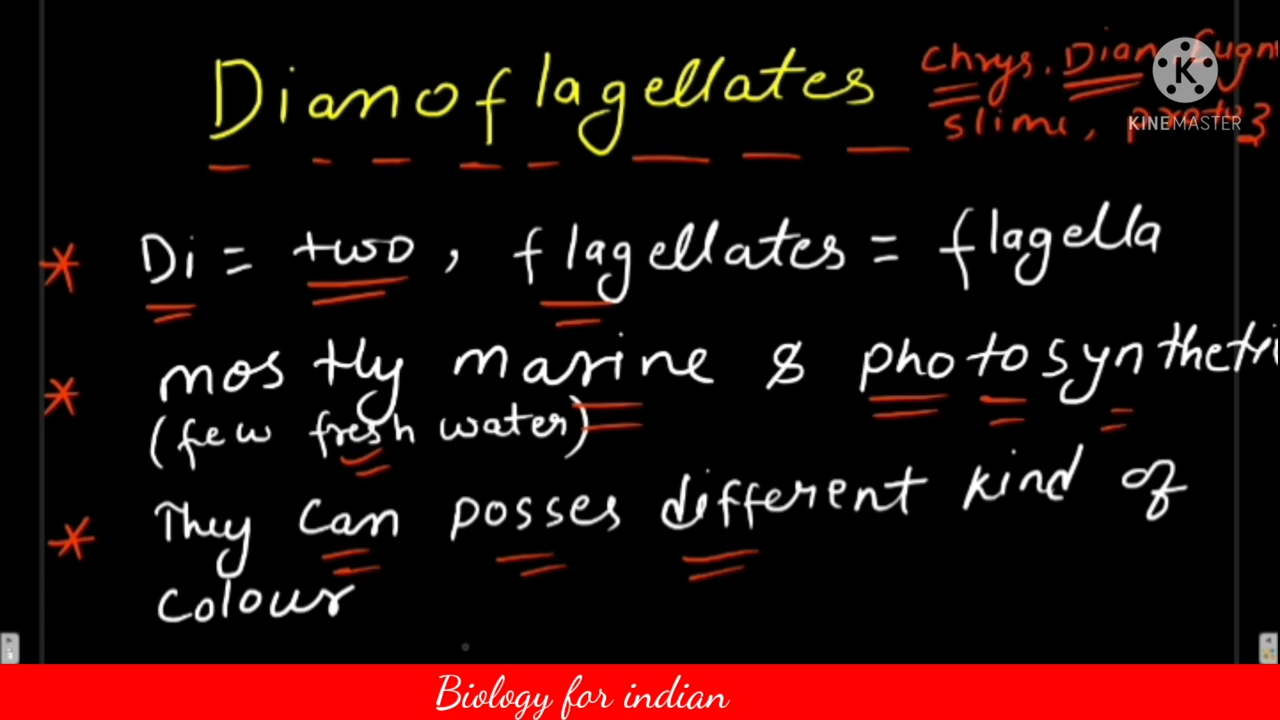 Dianoflagellates
Chrys. Dian
slime,
KINEMASTER
* Di = two, flagellates = flagella
* mostly marine & photosyntheti
(few fresh water)
* They can posses different kind of
colour
Biology for indian